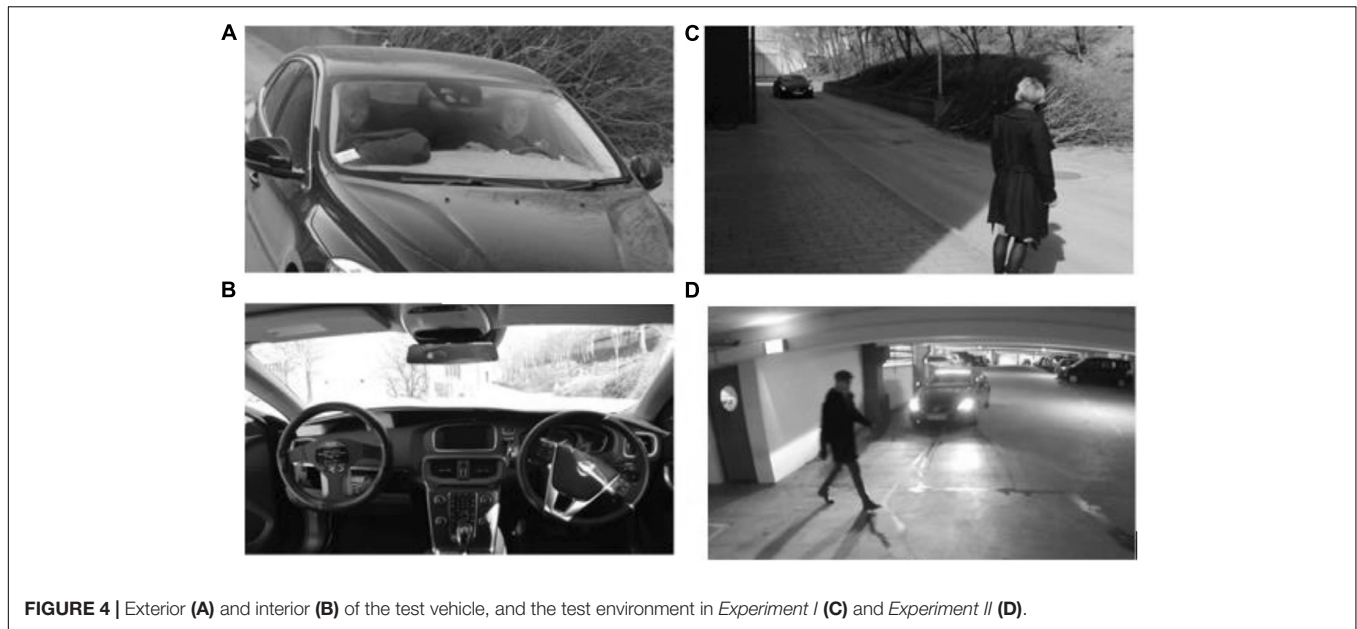 A
C
B
D
FIGURE 4 | Exterior (A) and interior (B) of the test vehicle, and the test environment in Experiment I (C) and Experiment II (D).